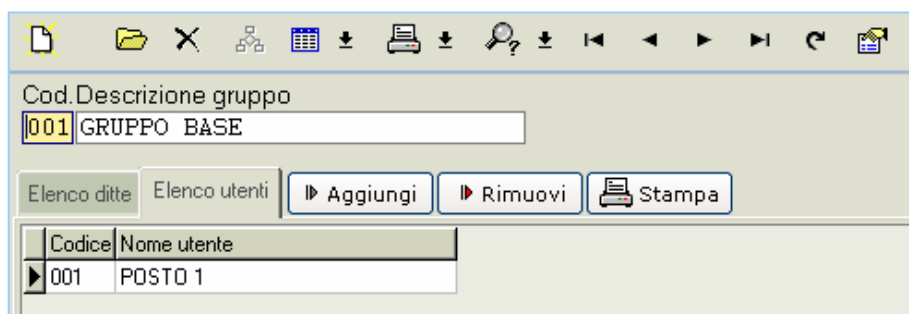 Cod. Descrizione gruppo
001 GRUPPO BASE
Elenco ditte Elenco utenti Aggiungi Rimuovi Stampa
Codice Nome utente
001 POSTO 1